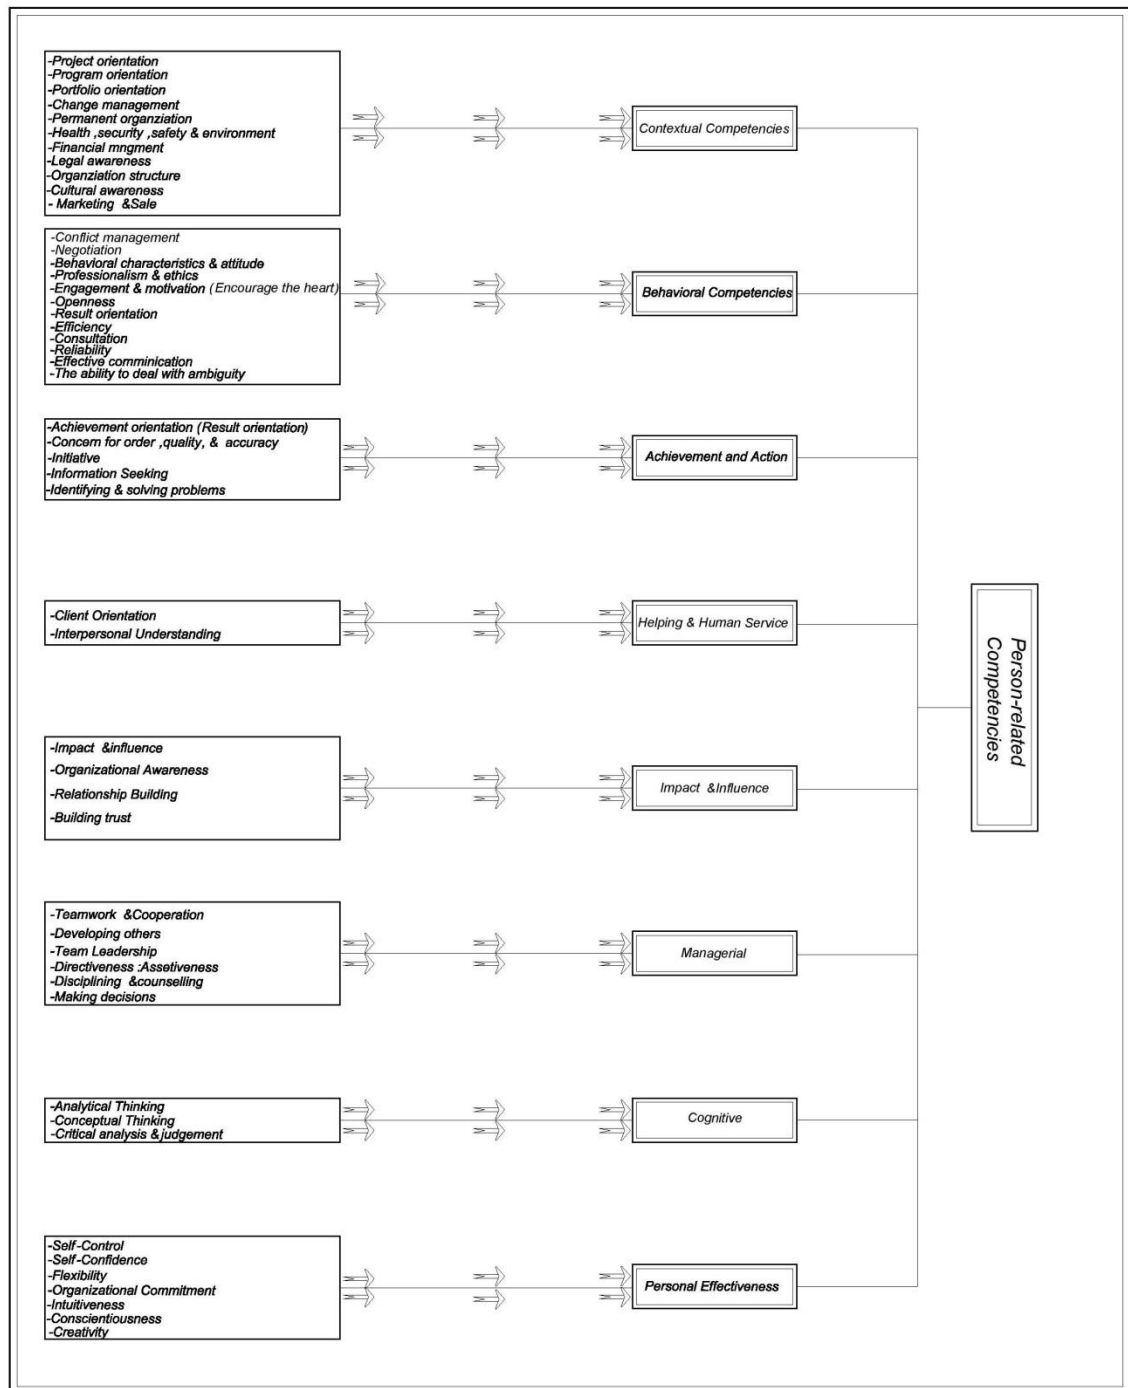 -Project orientation
-Program orientation
-Portfolio orientation
-Change management
-Permanent organziation
-Health ,security ,safety & environment
-Financial mngment
-Legal awareness
-Organziation structure
-Cultural awareness
- Marketing &Sale
Contextual Competencies
-Conflict management
-Negotiation
-Behavioral characteristics & attitude
-Professionalism & ethics
-Engagement & motivation (Encourage the heart)
-Openness
-Result orientation
-Efficiency
-Consultation
-Reliability
-Effective comminication
-The ability to deal with ambiguity
Behavioral Competencies
-Achievement orientation (Result orientation)
-Concern for order ,quality, & accuracy
-Initiative
-Information Seeking
-Identifying & solving problems
Achievement and Action
-Client Orientation
-Interpersonal Understanding
Helping & Human Service
-Impact &influence
-Organizational Awareness
-Relationship Building
-Building trust
Impact &Influence
-Teamwork &Cooperation
-Developing others
-Team Leadership
-Directiveness :Assetiveness
-Disciplining &counselling
-Making decisions
Managerial
-Analytical Thinking
-Conceptual Thinking
-Critical analysis &judgement
Cognitive
-Self-Control
-Self-Confidence
-Flexibility
-Organizational Commitment
-Intuitiveness
-Conscientiousness
-Creativity
Personal Effectiveness
Person-related
Competencies